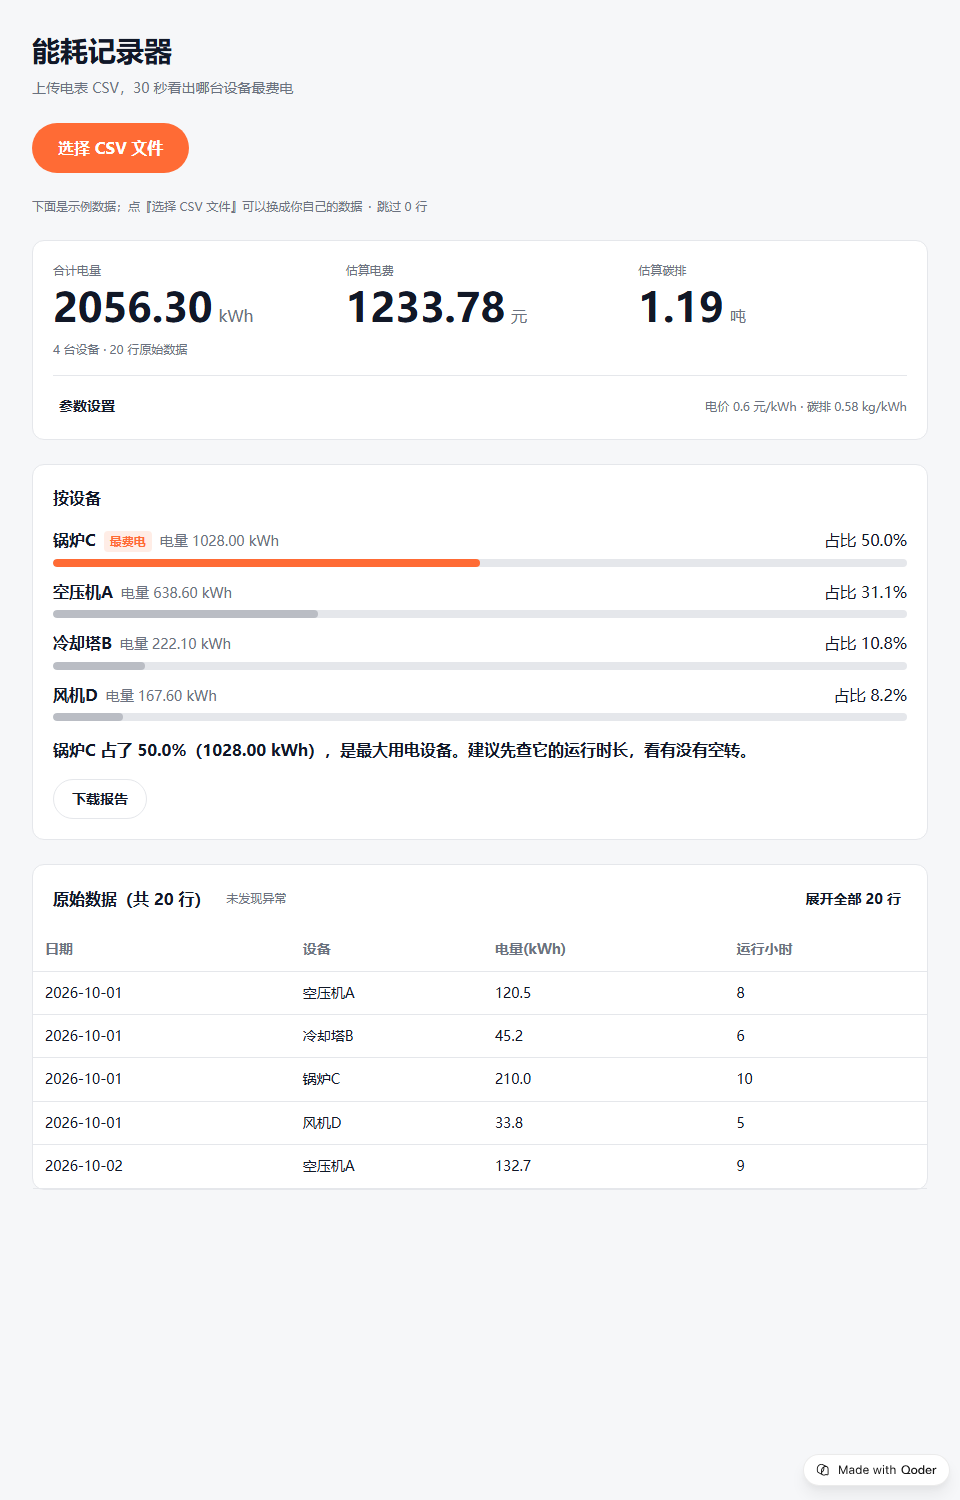 能耗记录器
上传电表 CSV，30 秒看出哪台设备最费电
选择 CSV 文件
下面是示例数据；点『选择 CSV 文件』可以换成你自己的数据 · 跳过 0 行
合计电量 估算电费 估算碳排
2056.30 kWh 1233.78 元 1.19 吨
4 台设备 · 20 行原始数据
参数设置 电价 0.6 元/kWh · 碳排 0.58 kg/kWh
按设备
锅炉C 最费电 电量 1028.00 kWh 占比 50.0%
空压机A 电量 638.60 kWh 占比 31.1%
冷却塔B 电量 222.10 kWh 占比 10.8%
风机D 电量 167.60 kWh 占比 8.2%
锅炉C 占了 50.0%（1028.00 kWh），是最大用电设备。建议先查它的运行时长，看有没有空转。
下载报告
原始数据（共 20 行） 未发现异常 展开全部 20 行
日期 设备 电量(kWh) 运行小时
2026-10-01 空压机A 120.5 8
2026-10-01 冷却塔B 45.2 6
2026-10-01 锅炉C 210.0 10
2026-10-01 风机D 33.8 5
2026-10-02 空压机A 132.7 9
Made with Qoder